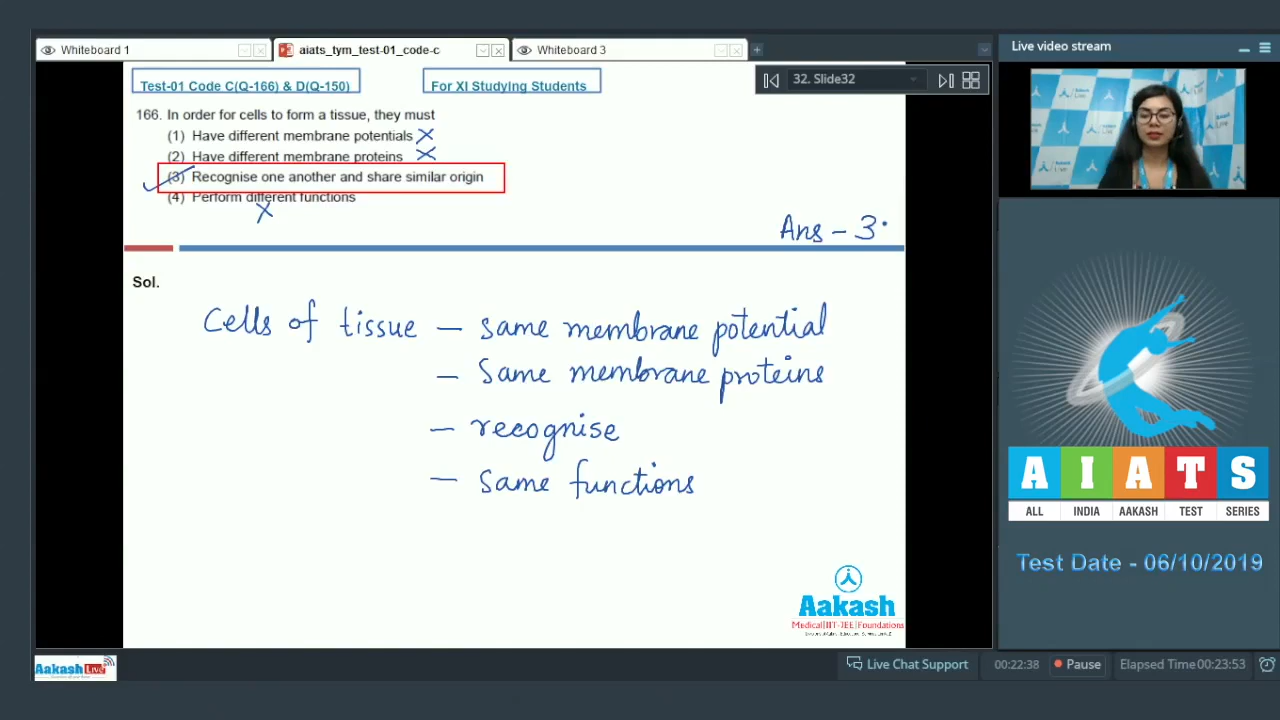 Whiteboard 1
aiats_tym_test-01_code-c
Whiteboard 3
Live video stream
Test-01 Code C(Q-166) & D(Q-150)
For XI Studying Students
32. Slide32
166. In order for cells to form a tissue, they must
(1) Have different membrane potentials
(2) Have different membrane proteins
(3) Recognise one another and share similar origin
(4) Perform different functions
Ans - 3.
Sol.
Cells of tissue - same membrane potential
- Same membrane proteins
- recognise
- same functions
AIATS
ALL INDIA AAKASH TEST SERIES
Test Date - 06/10/2019
Aakash
Medical|IIT-JEE|Foundations
Aakash Live
Live Chat Support
00:22:38
Pause
Elapsed Time 00:23:53